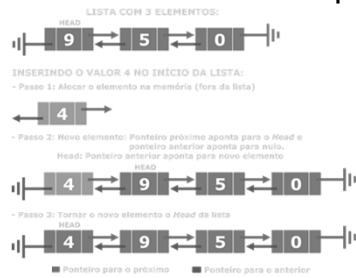 LISTA COM 3 ELEMENTOS:
HEAD
9 5 0
INSERINDO O VALOR 4 NO INÍCIO DA LISTA:
- Passo 1: Alocar o elemento na memória (fora da lista)
4
- Passo 2: Novo elemento: Ponteiro próximo aponta para o Head e
ponteiro anterior aponta para nulo.
Head: Ponteiro anterior aponta para novo elemento
HEAD
4 9 5 0
- Passo 3: Tornar o novo elemento o Head da lista
HEAD
4 9 5 0
Ponteiro para o próximo Ponteiro para o anterior